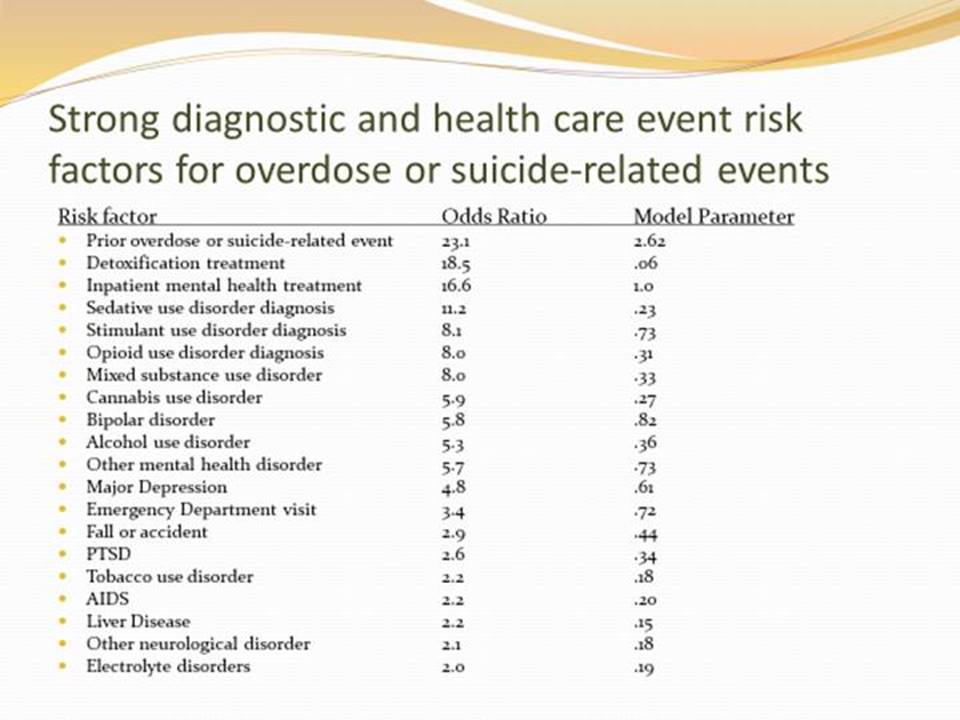 Strong diagnostic and health care event risk
factors for overdose or suicide-related events
Risk factor Odds Ratio Model Parameter
• Prior overdose or suicide-related event 23.1 2.62
• Detoxification treatment 18.5 .06
• Inpatient mental health treatment 16.6 1.0
• Sedative use disorder diagnosis 11.2 .23
• Stimulant use disorder diagnosis 8.1 .73
• Opioid use disorder diagnosis 8.0 .31
• Mixed substance use disorder 8.0 .33
• Cannabis use disorder 5.9 .27
• Bipolar disorder 5.8 .82
• Alcohol use disorder 5.3 .36
• Other mental health disorder 5.7 .73
• Major Depression 4.8 .61
• Emergency Department visit 3.4 .72
• Fall or accident 2.9 .44
• PTSD 2.6 .34
• Tobacco use disorder 2.2 .18
• AIDS 2.2 .20
• Liver Disease 2.2 .15
• Other neurological disorder 2.1 .18
• Electrolyte disorders 2.0 .19